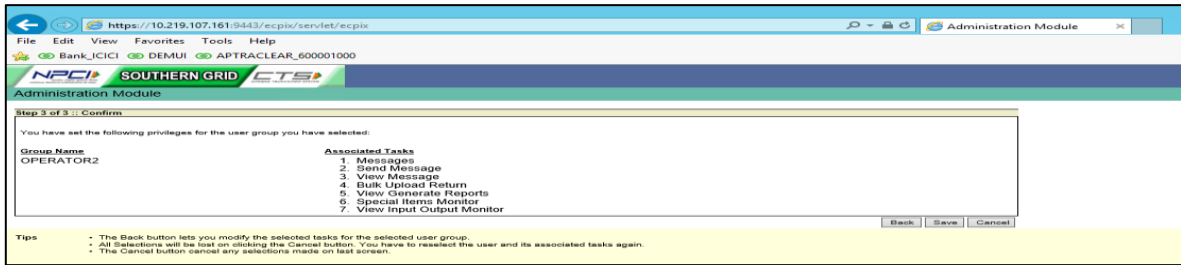 https://10.219.107.161:9443/ecpix/servlet/ecpix
Administration Module
File Edit View Favorites Tools Help
Bank_ICICI DEMUI APTRACLEAR_600001000
NPCI SOUTHERN GRID CTS
Administration Module
Step 3 of 3 :: Confirm
You have set the following privileges for the user group you have selected:
Group Name Associated Tasks
OPERATOR2 1. Messages
2. Send Message
3. View Message
4. Bulk Upload Return
5. View Generate Reports
6. Special Items Monitor
7. View Input Output Monitor
Back Save Cancel
Tips • The Back button lets you modify the selected tasks for the selected user group.
• All Selections will be lost on clicking the Cancel button. You have to reselect the user and its associated tasks again.
• The Cancel button cancel any selections made on last screen.